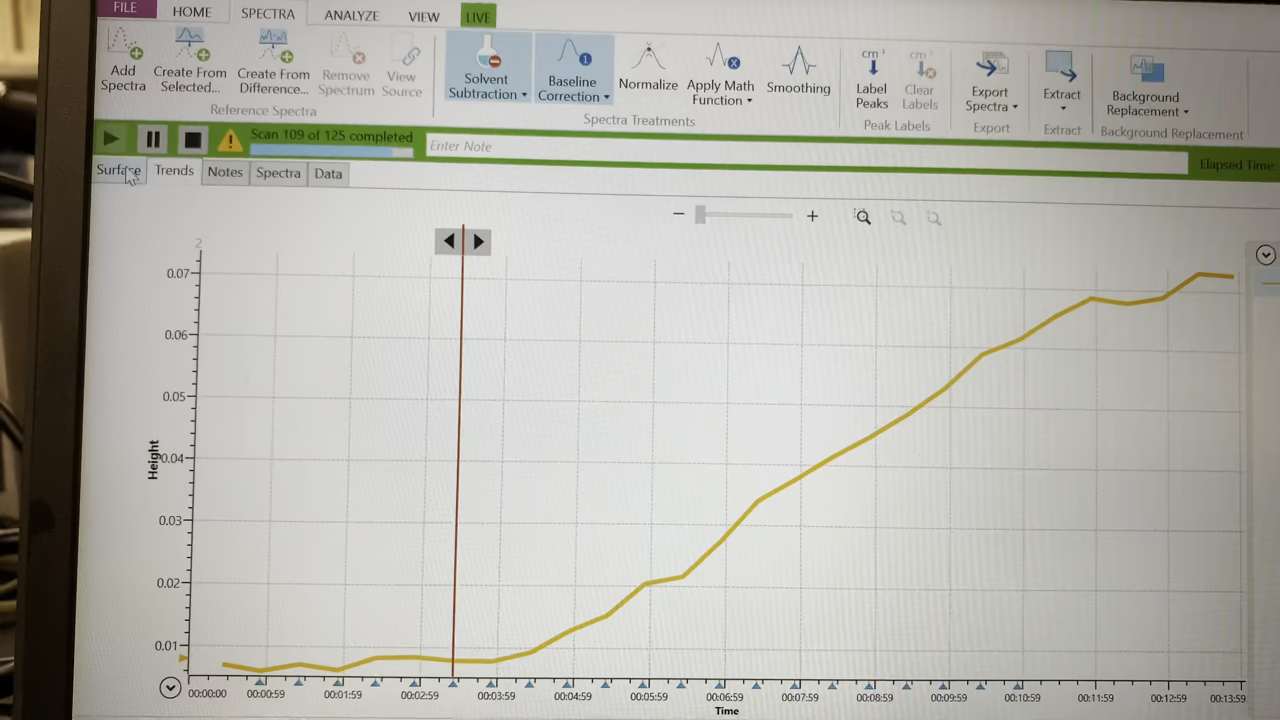 FILE HOME SPECTRA ANALYZE VIEW LIVE
Add Spectra
Create From Selected...
Create From Difference...
Remove Spectrum
View Source
Reference Spectra
Solvent Subtraction
Baseline Correction
Normalize
Apply Math Function
Smoothing
Spectra Treatments
cm⁻¹
Label Peaks
cm⁻¹
Clear Labels
Peak Labels
Export Spectra
Export
Extract
Extract
Background Replacement
Background Replacement
Scan 109 of 125 completed
Enter Note
Elapsed Time:
Surface Trends Notes Spectra Data
2
0.07
0.06
0.05
0.04
0.03
0.02
0.01
Height
00:00:00 00:00:59 00:01:59 00:02:59 00:03:59 00:04:59 00:05:59 00:06:59 00:07:59 00:08:59 00:09:59 00:10:59 00:11:59 00:12:59 00:13:59
Time